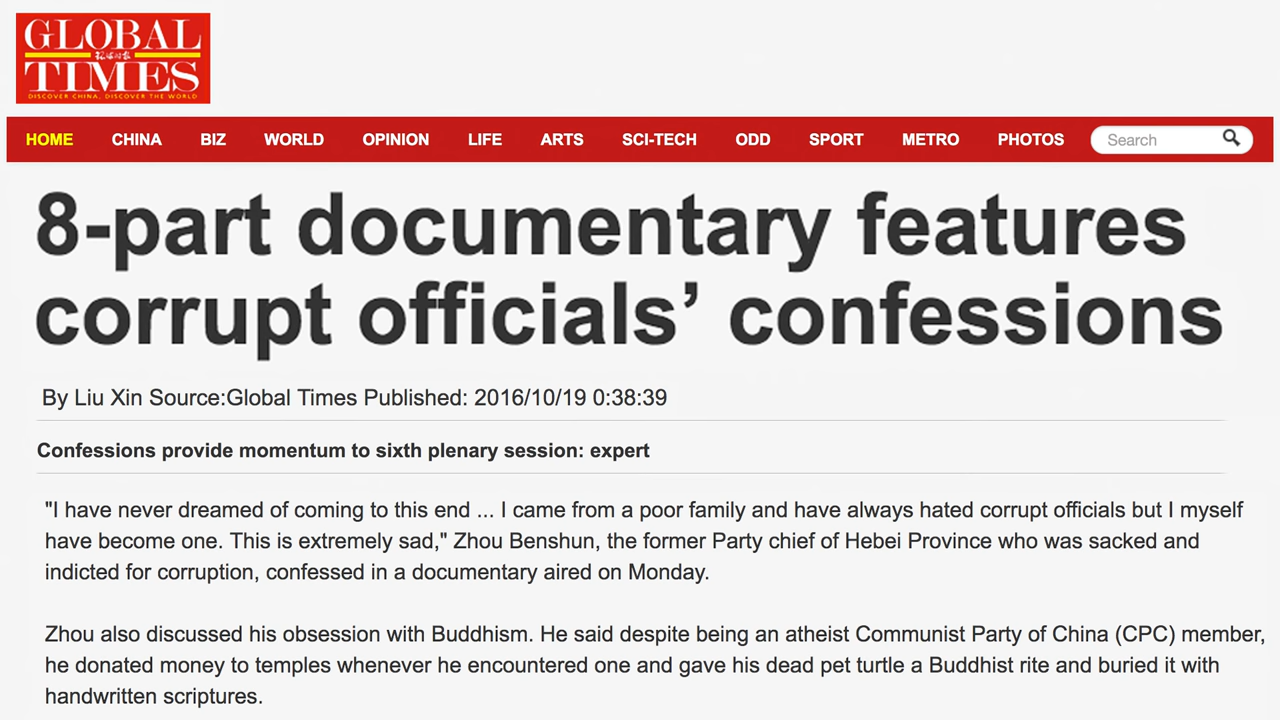 GLOBAL
环球时报
TIMES
DISCOVER CHINA, DISCOVER THE WORLD
HOME CHINA BIZ WORLD OPINION LIFE ARTS SCI-TECH ODD SPORT METRO PHOTOS Search
8-part documentary features
corrupt officials’ confessions
By Liu Xin Source:Global Times Published: 2016/10/19 0:38:39
Confessions provide momentum to sixth plenary session: expert
"I have never dreamed of coming to this end ... I came from a poor family and have always hated corrupt officials but I myself
have become one. This is extremely sad," Zhou Benshun, the former Party chief of Hebei Province who was sacked and
indicted for corruption, confessed in a documentary aired on Monday.
Zhou also discussed his obsession with Buddhism. He said despite being an atheist Communist Party of China (CPC) member,
he donated money to temples whenever he encountered one and gave his dead pet turtle a Buddhist rite and buried it with
handwritten scriptures.